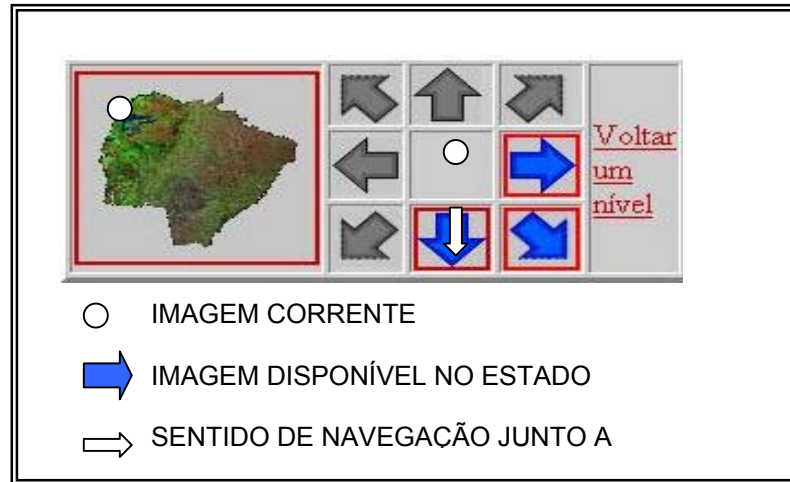 Voltar
um
nível
IMAGEM CORRENTE
IMAGEM DISPONÍVEL NO ESTADO
SENTIDO DE NAVEGAÇÃO JUNTO A